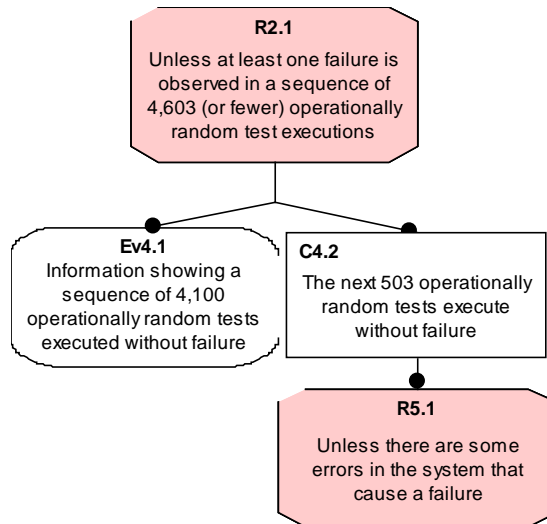 R2.1
Unless at least one failure is
observed in a sequence of
4,603 (or fewer) operationally
random test executions
Ev4.1
Information showing a
sequence of 4,100
operationally random tests
executed without failure
C4.2
The next 503 operationally
random tests execute
without failure
R5.1
Unless there are some
errors in the system that
cause a failure